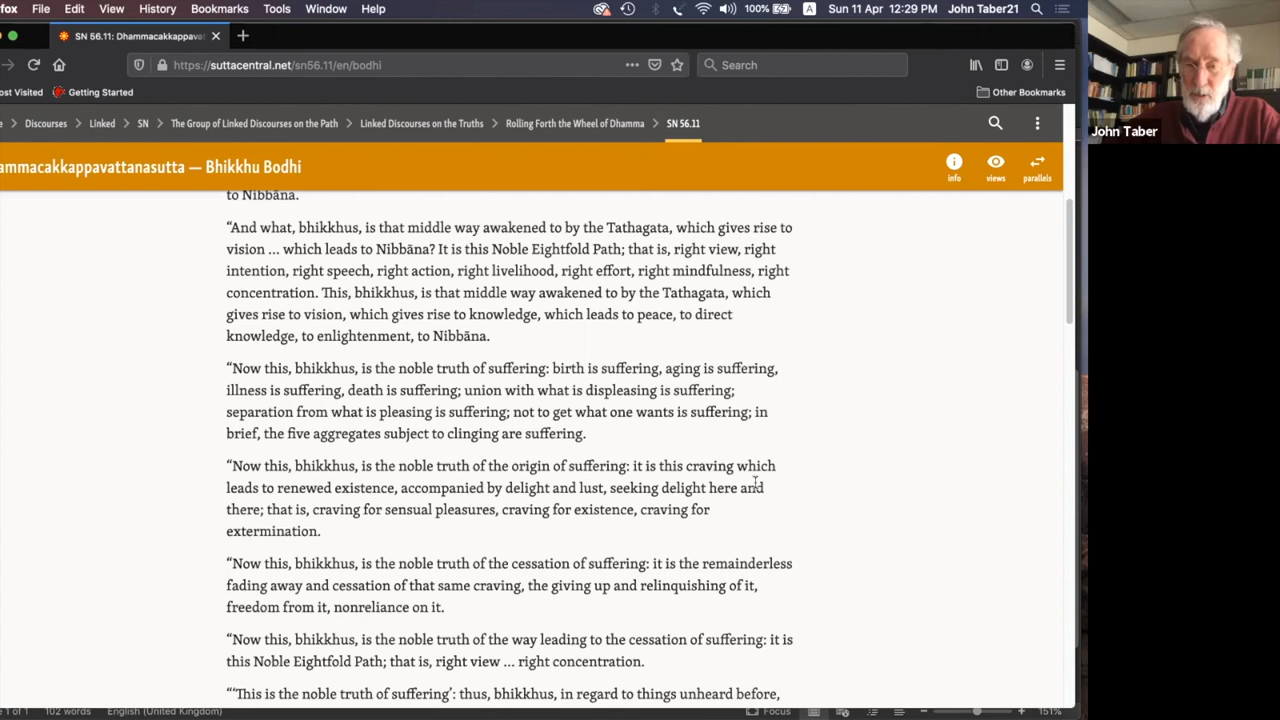 fox File Edit View History Bookmarks Tools Window Help 100% A Sun 11 Apr 12:29 PM John Taber21
SN 56.11: Dhammacakkappavat
https://suttacentral.net/sn56.11/en/bodhi Search
ost Visited Getting Started Other Bookmarks
e > Discourses > Linked > SN > The Group of Linked Discourses on the Path > Linked Discourses on the Truths > Rolling Forth the Wheel of Dhamma > SN 56.11
John Taber
ammacakkappavattanasutta — Bhikkhu Bodhi
info views parallels
to Nibbāna.
“And what, bhikkhus, is that middle way awakened to by the Tathagata, which gives rise to
vision … which leads to Nibbāna? It is this Noble Eightfold Path; that is, right view, right
intention, right speech, right action, right livelihood, right effort, right mindfulness, right
concentration. This, bhikkhus, is that middle way awakened to by the Tathagata, which
gives rise to vision, which gives rise to knowledge, which leads to peace, to direct
knowledge, to enlightenment, to Nibbāna.
“Now this, bhikkhus, is the noble truth of suffering: birth is suffering, aging is suffering,
illness is suffering, death is suffering; union with what is displeasing is suffering;
separation from what is pleasing is suffering; not to get what one wants is suffering; in
brief, the five aggregates subject to clinging are suffering.
“Now this, bhikkhus, is the noble truth of the origin of suffering: it is this craving which
leads to renewed existence, accompanied by delight and lust, seeking delight here and
there; that is, craving for sensual pleasures, craving for existence, craving for
extermination.
“Now this, bhikkhus, is the noble truth of the cessation of suffering: it is the remainderless
fading away and cessation of that same craving, the giving up and relinquishing of it,
freedom from it, nonreliance on it.
“Now this, bhikkhus, is the noble truth of the way leading to the cessation of suffering: it is
this Noble Eightfold Path; that is, right view … right concentration.
“‘This is the noble truth of suffering’: thus, bhikkhus, in regard to things unheard before,
e 1 of 1 102 words English (United Kingdom) Focus 151%